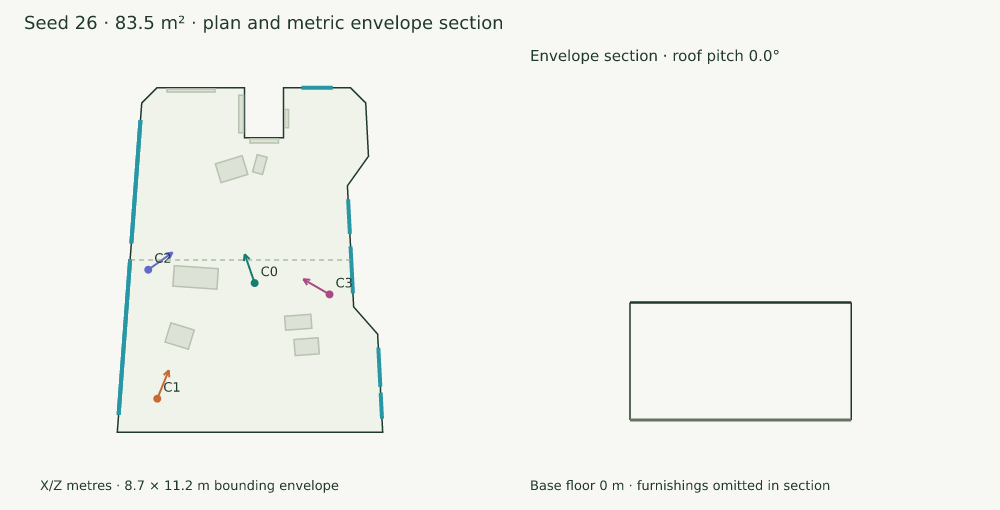 Seed 26 · 83.5 m² · plan and metric envelope section
Envelope section · roof pitch 0.0°
C2
C0
C3
C1
X/Z metres · 8.7 × 11.2 m bounding envelope
Base floor 0 m · furnishings omitted in section